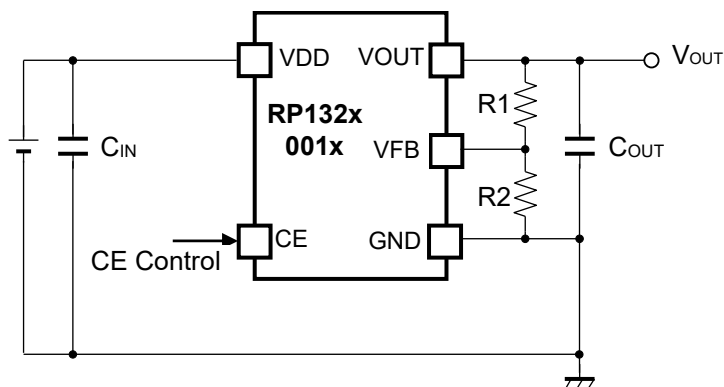 VDD
VOUT
VOUT
RP132x
001x
R1
CIN
VFB
COUT
R2
CE
GND
CE Control